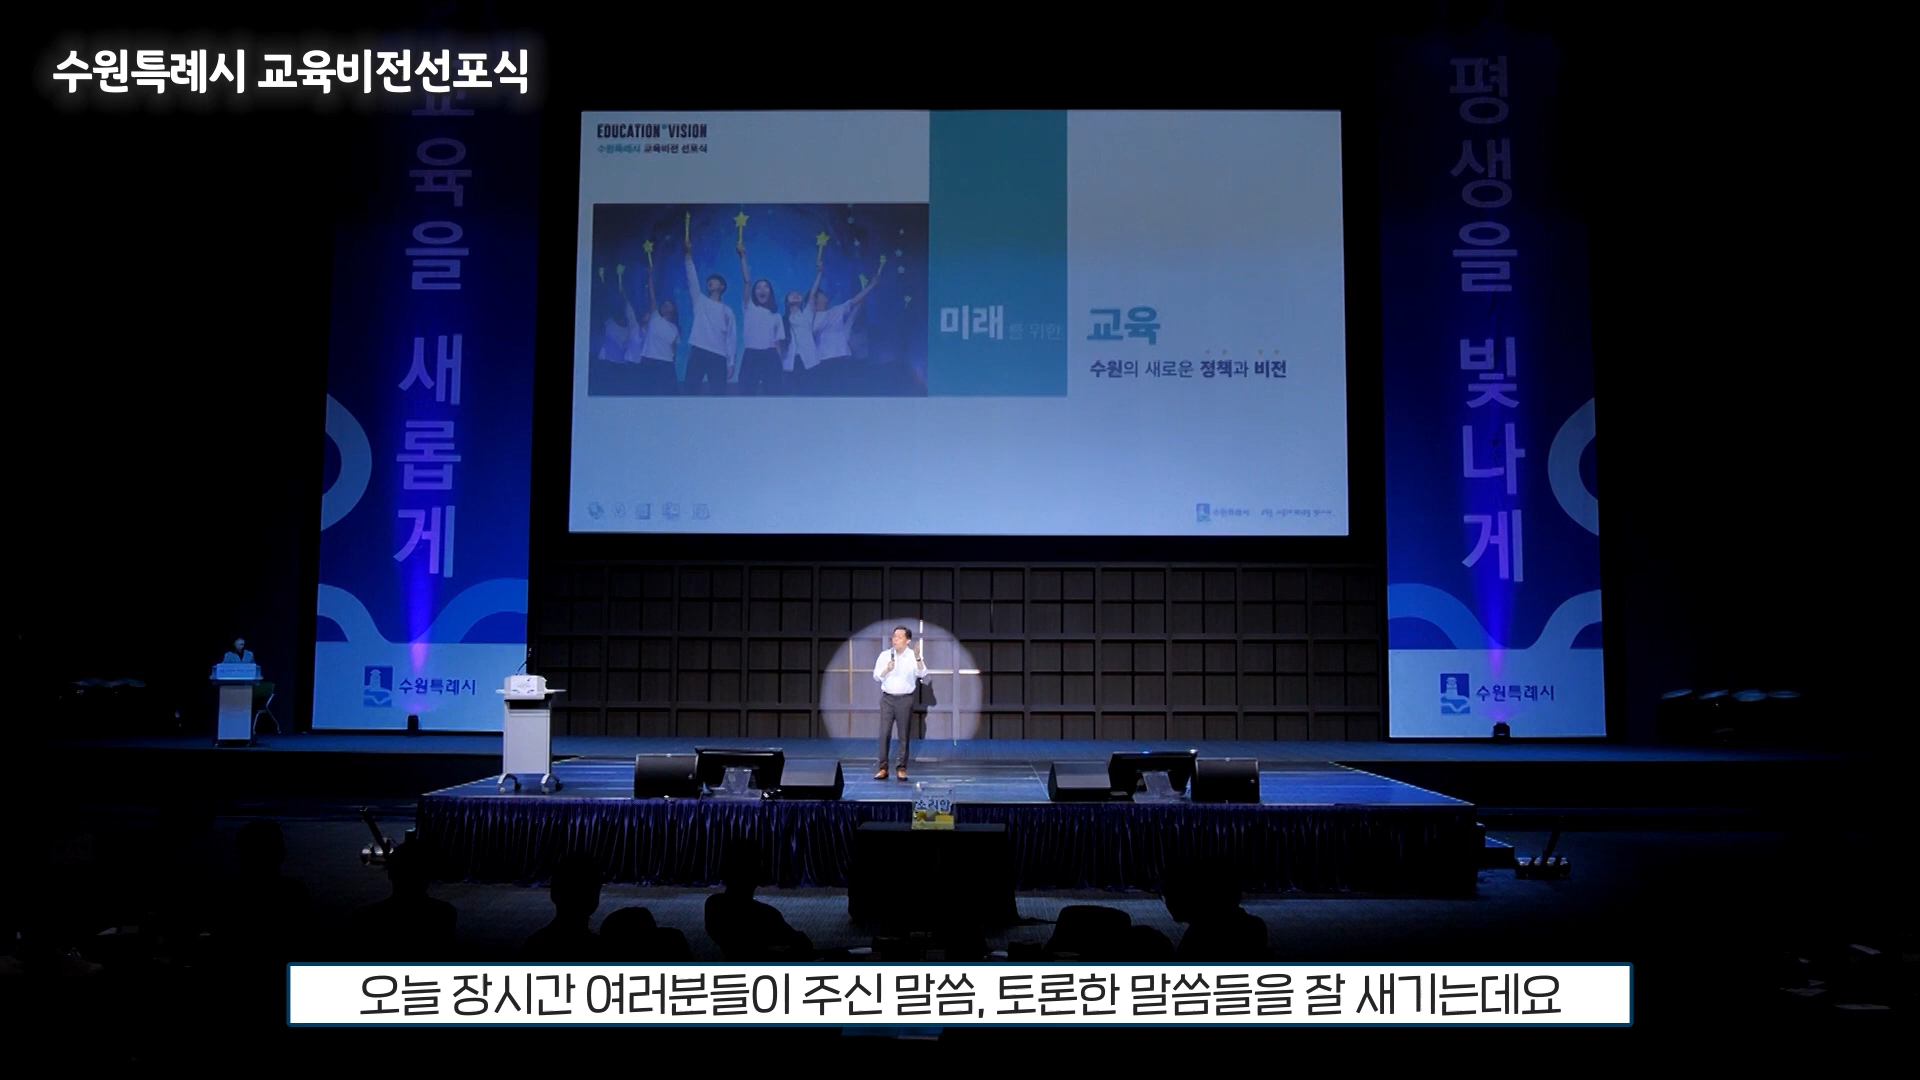 수원특례시 교육비전선포식
EDUCATION VISION
수원특례시 교육비전 선포식
미래를 위한
교육
수원의 새로운 정책과 비전
수원특례시
교육을 새롭게
평생을 빛나게
수원특례시
수원특례시
소리함
오늘 장시간 여러분들이 주신 말씀, 토론한 말씀들을 잘 새기는데요